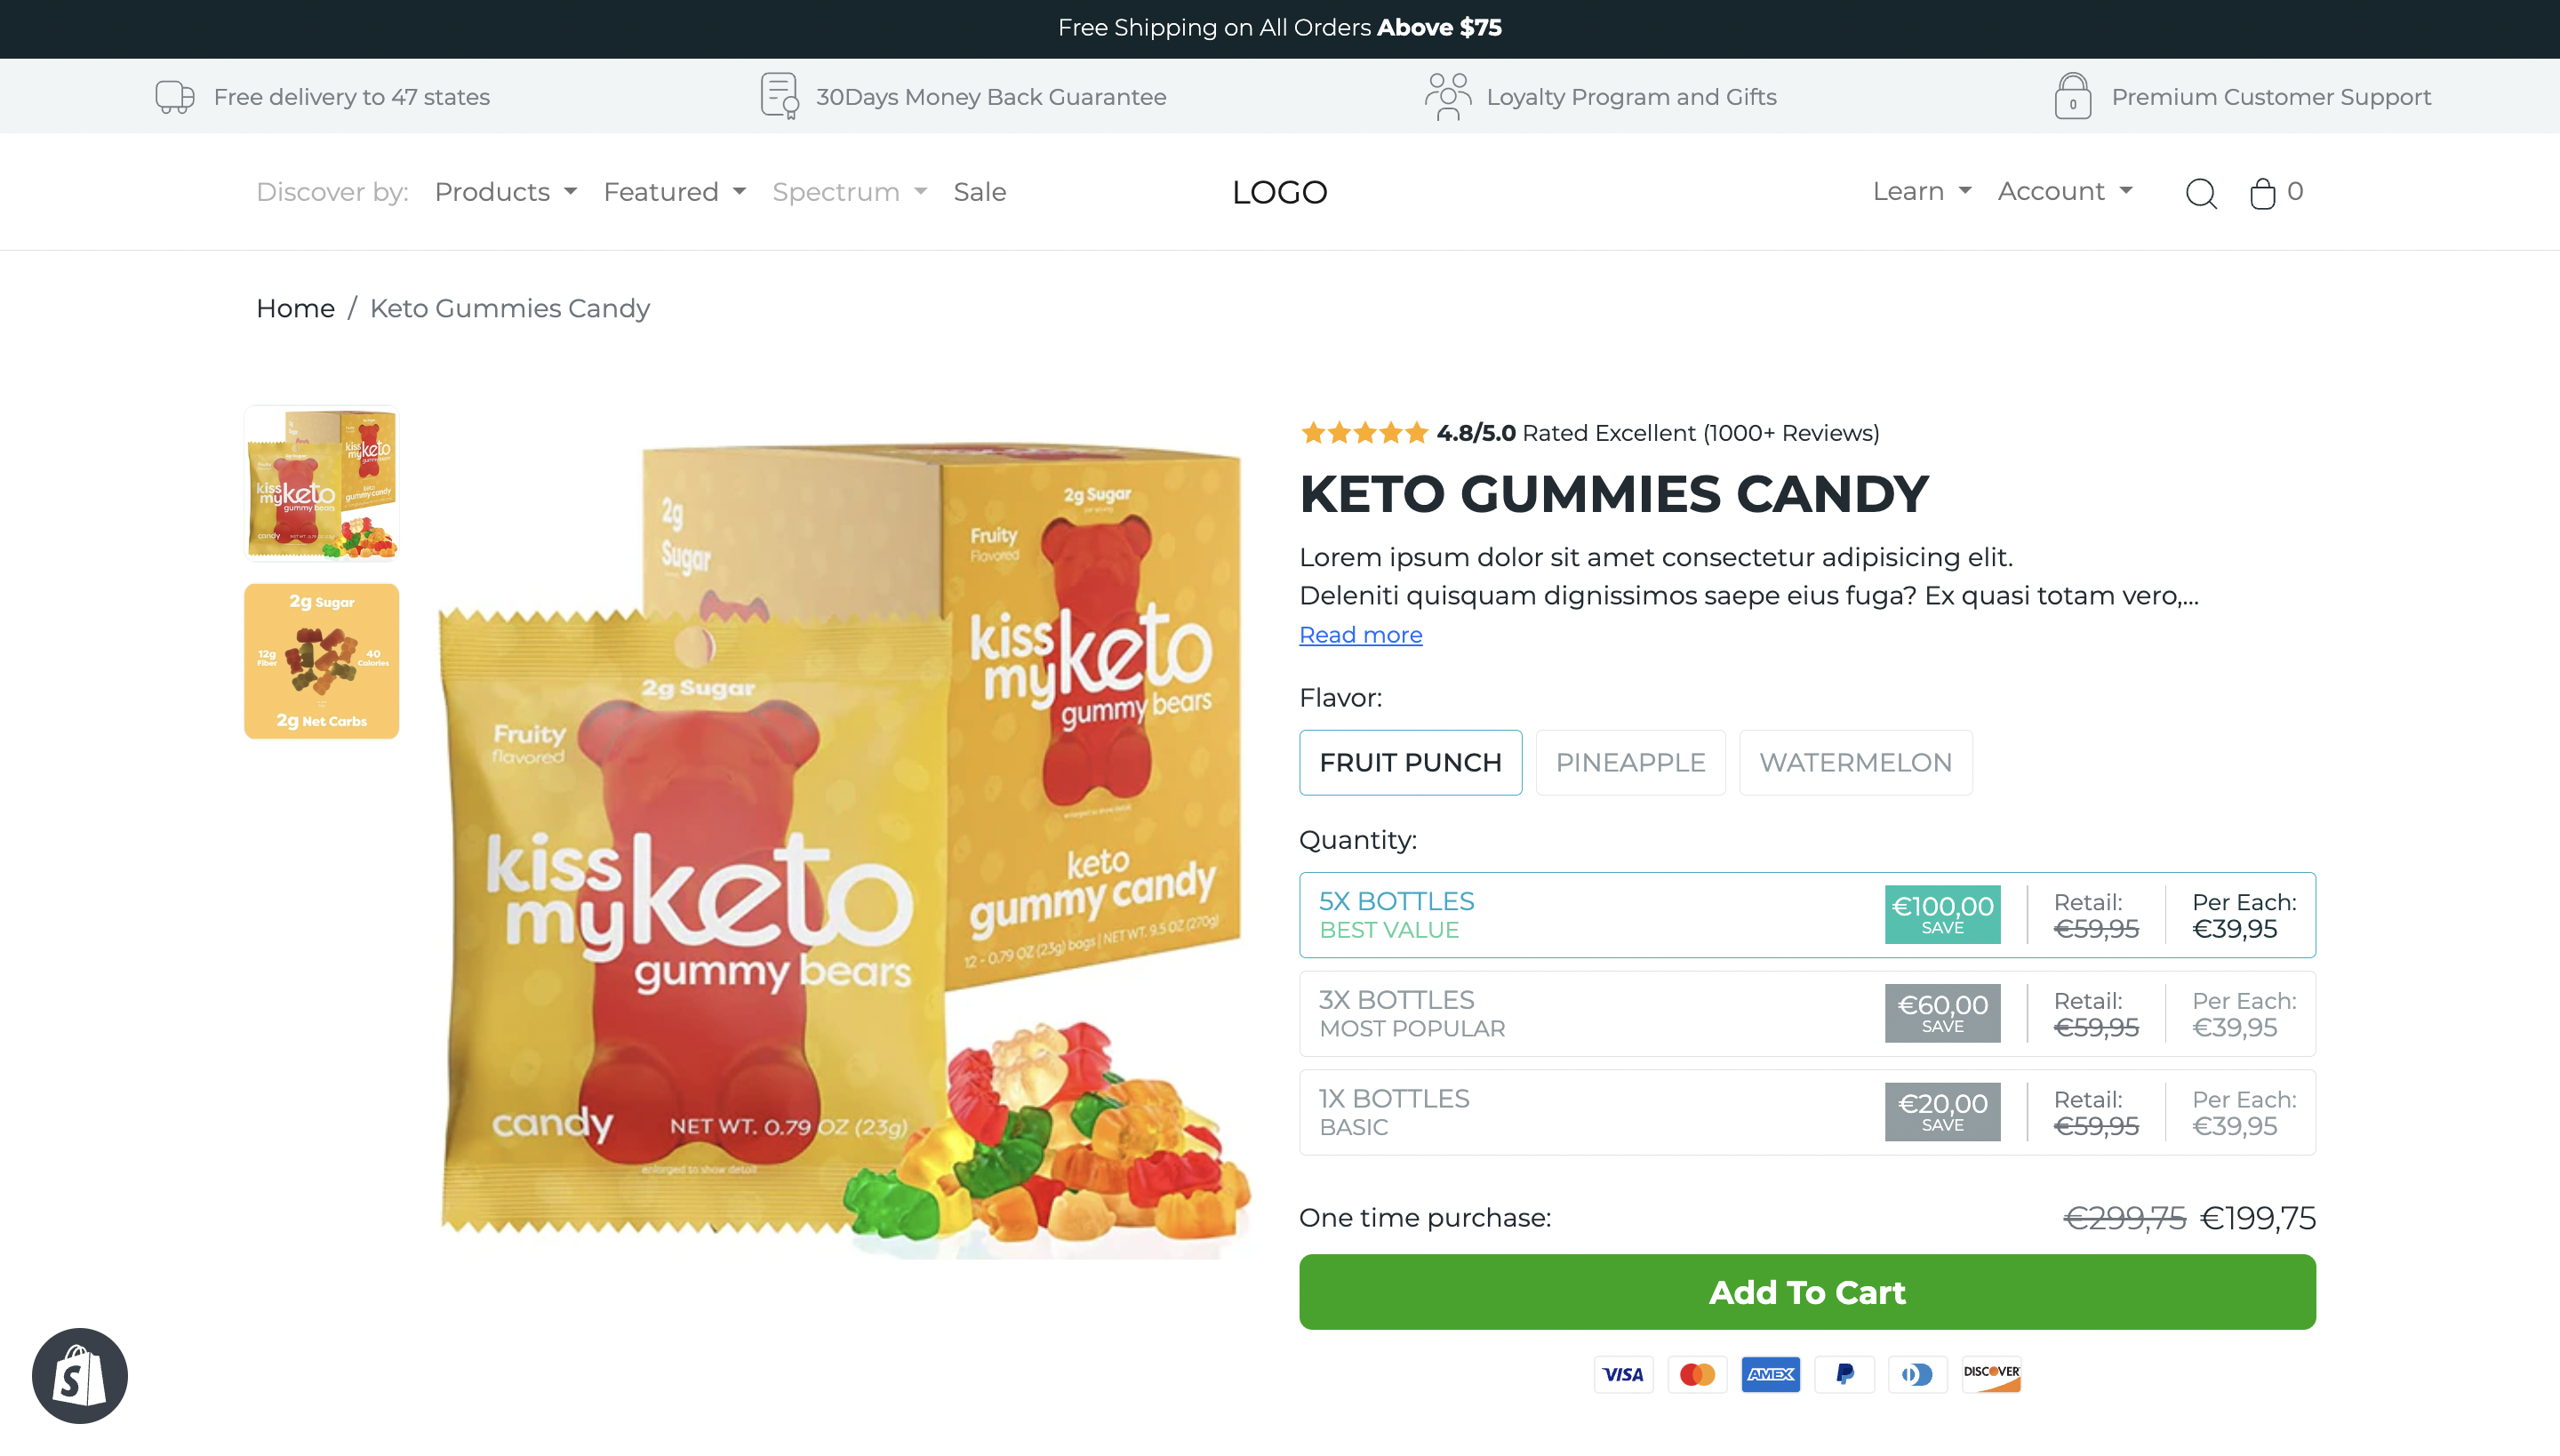 Free Shipping on All Orders Above $75
Free delivery to 47 states
30Days Money Back Guarantee
Loyalty Program and Gifts
Premium Customer Support
Discover by:
Products
Featured
Spectrum
Sale
LOGO
Learn
Account
0
Home / Keto Gummies Candy
2g Sugar
12g Fiber
40 Calories
2g Net Carbs
2g
Sugar
2g Sugar
Fruity
Flavored
kiss
my keto
gummy bears
keto
gummy candy
12 - 0.79 OZ (23g) bags | NET WT. 9.5 OZ (270g)
2g Sugar
Fruity
flavored
kiss
my keto
gummy bears
candy
NET WT. 0.79 OZ (23g)
enlarged to show detail
4.8/5.0 Rated Excellent (1000+ Reviews)
KETO GUMMIES CANDY
Lorem ipsum dolor sit amet consectetur adipisicing elit.
Deleniti quisquam dignissimos saepe eius fuga? Ex quasi totam vero,...
Read more
Flavor:
FRUIT PUNCH
PINEAPPLE
WATERMELON
Quantity:
5X BOTTLES
BEST VALUE
€100,00
SAVE
Retail:
€59,95
Per Each:
€39,95
3X BOTTLES
MOST POPULAR
€60,00
SAVE
Retail:
€59,95
Per Each:
€39,95
1X BOTTLES
BASIC
€20,00
SAVE
Retail:
€59,95
Per Each:
€39,95
One time purchase:
€299,75 €199,75
Add To Cart
VISA
AMEX
DISCOVER